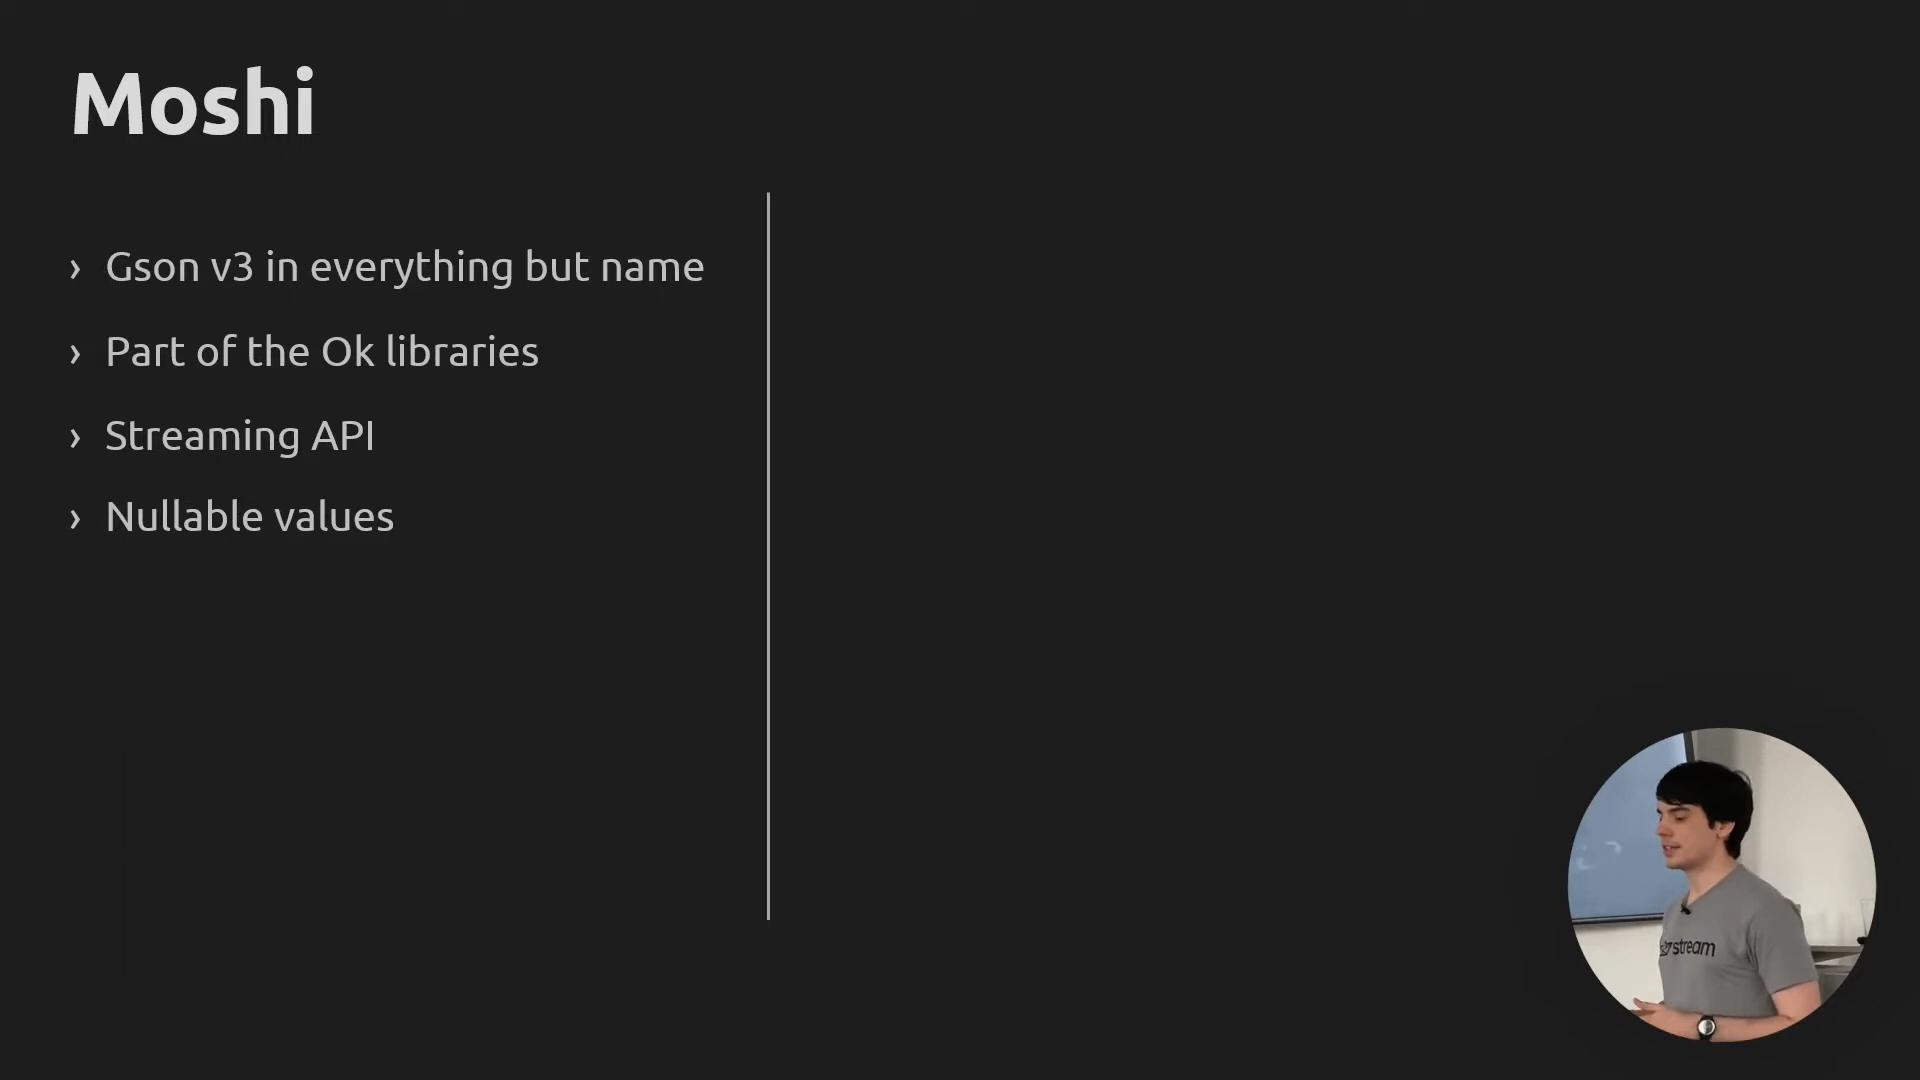 Moshi
› Gson v3 in everything but name
› Part of the Ok libraries
› Streaming API
› Nullable values
stream